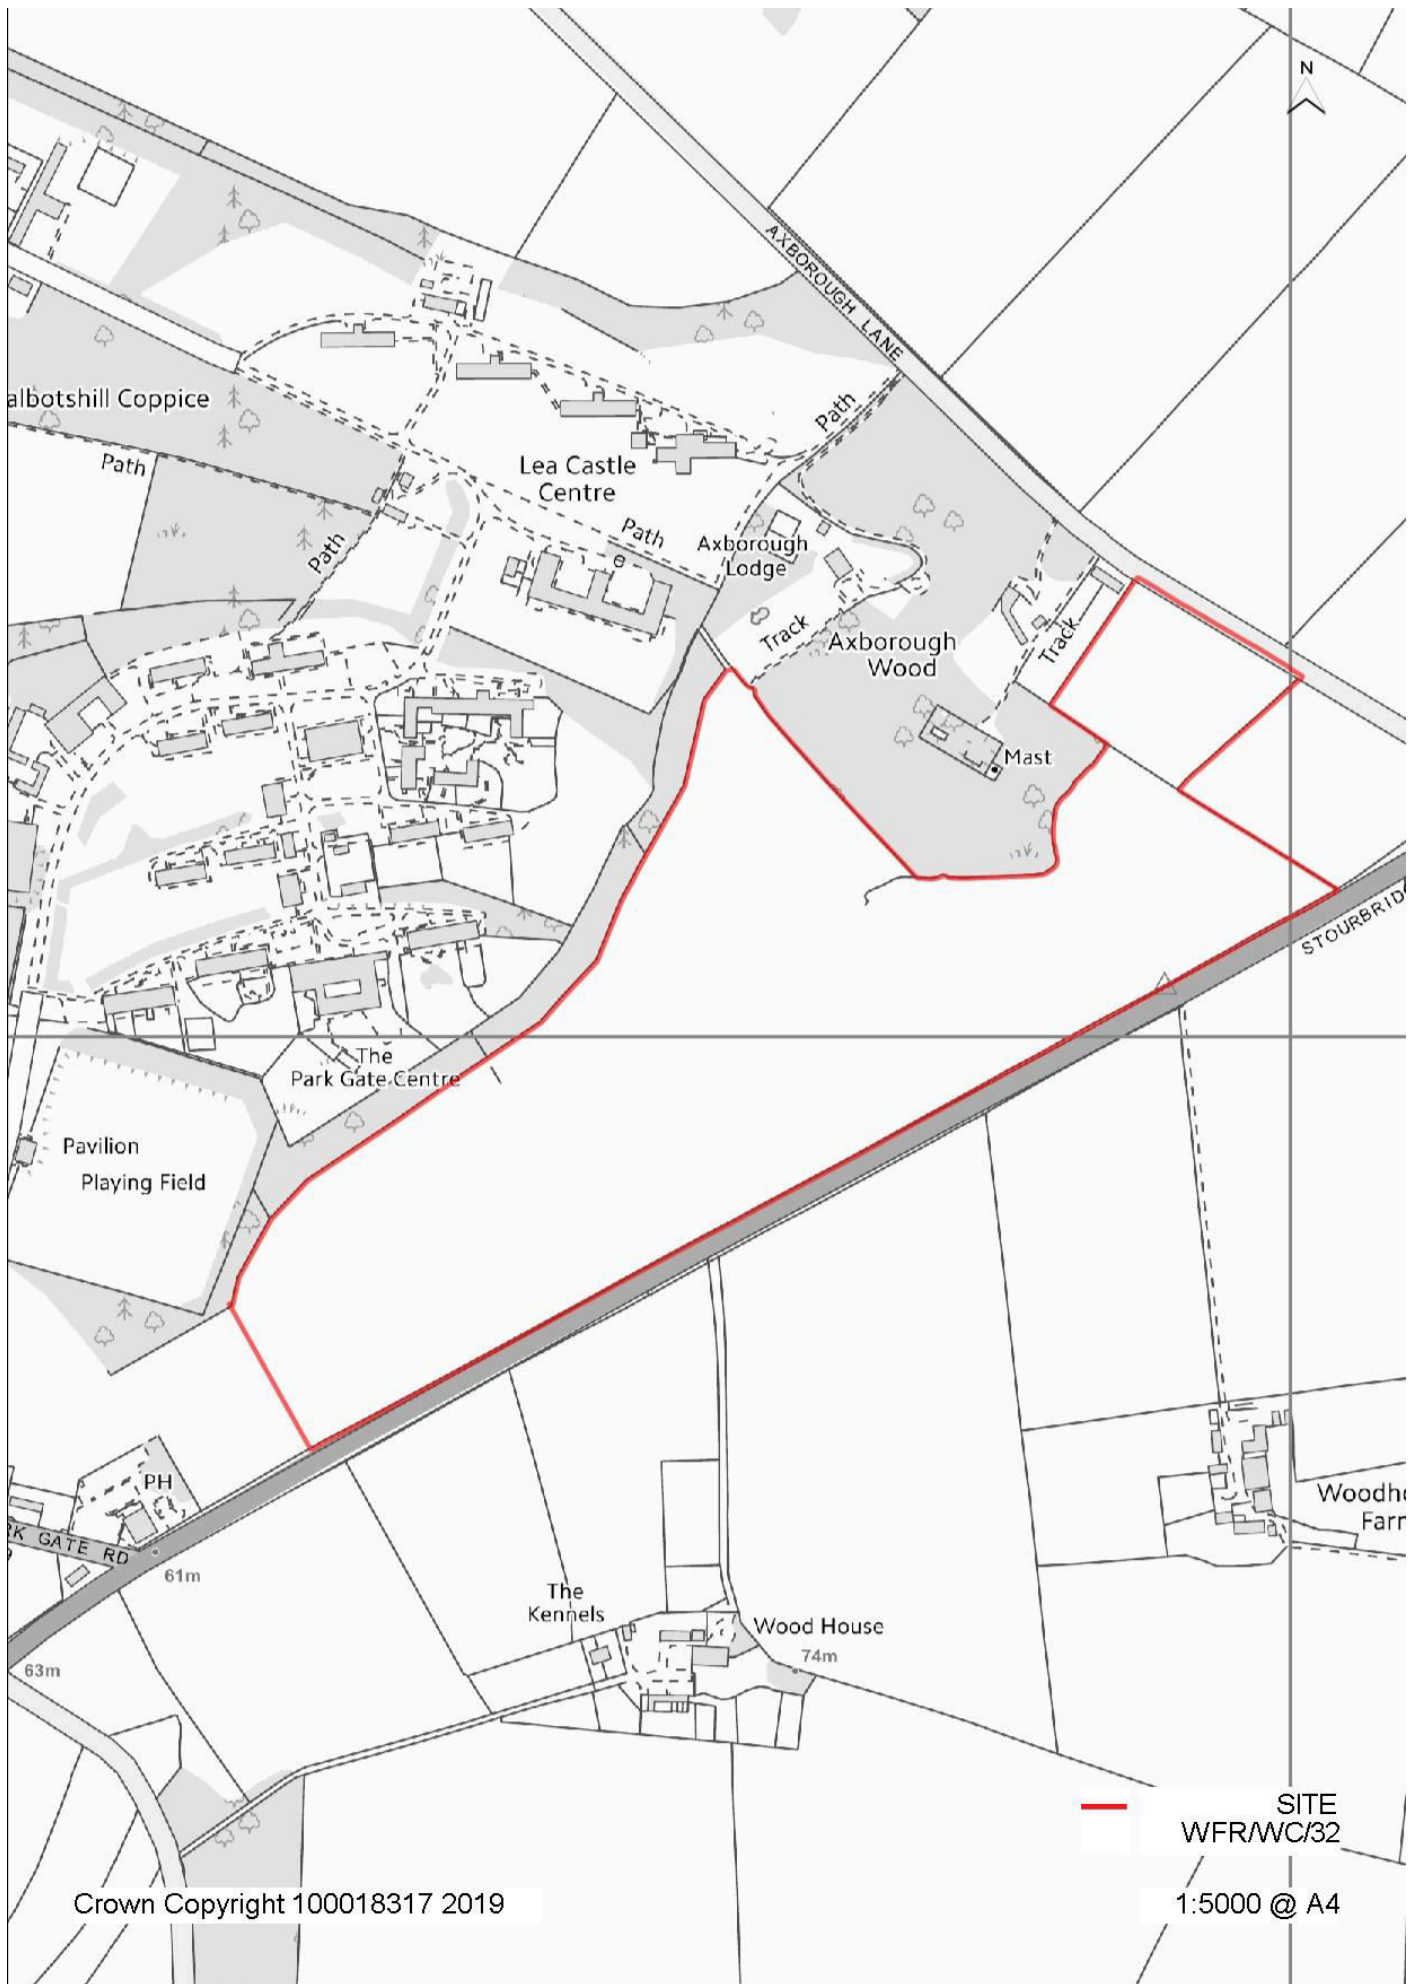 N
AXBOROUGH LANE
albotshill Coppice
Path
Path
Lea Castle
Centre
Path
Path
Axborough
Lodge
Track
Axborough
Wood
Track
Mast
STOURBRIDG
The
Park Gate Centre
Pavilion
Playing Field
PH
RK GATE RD
61m
63m
Woodho
Farr
The
Kennels
Wood House
74m
SITE
WFR/WC/32
Crown Copyright 100018317 2019
1:5000 @ A4